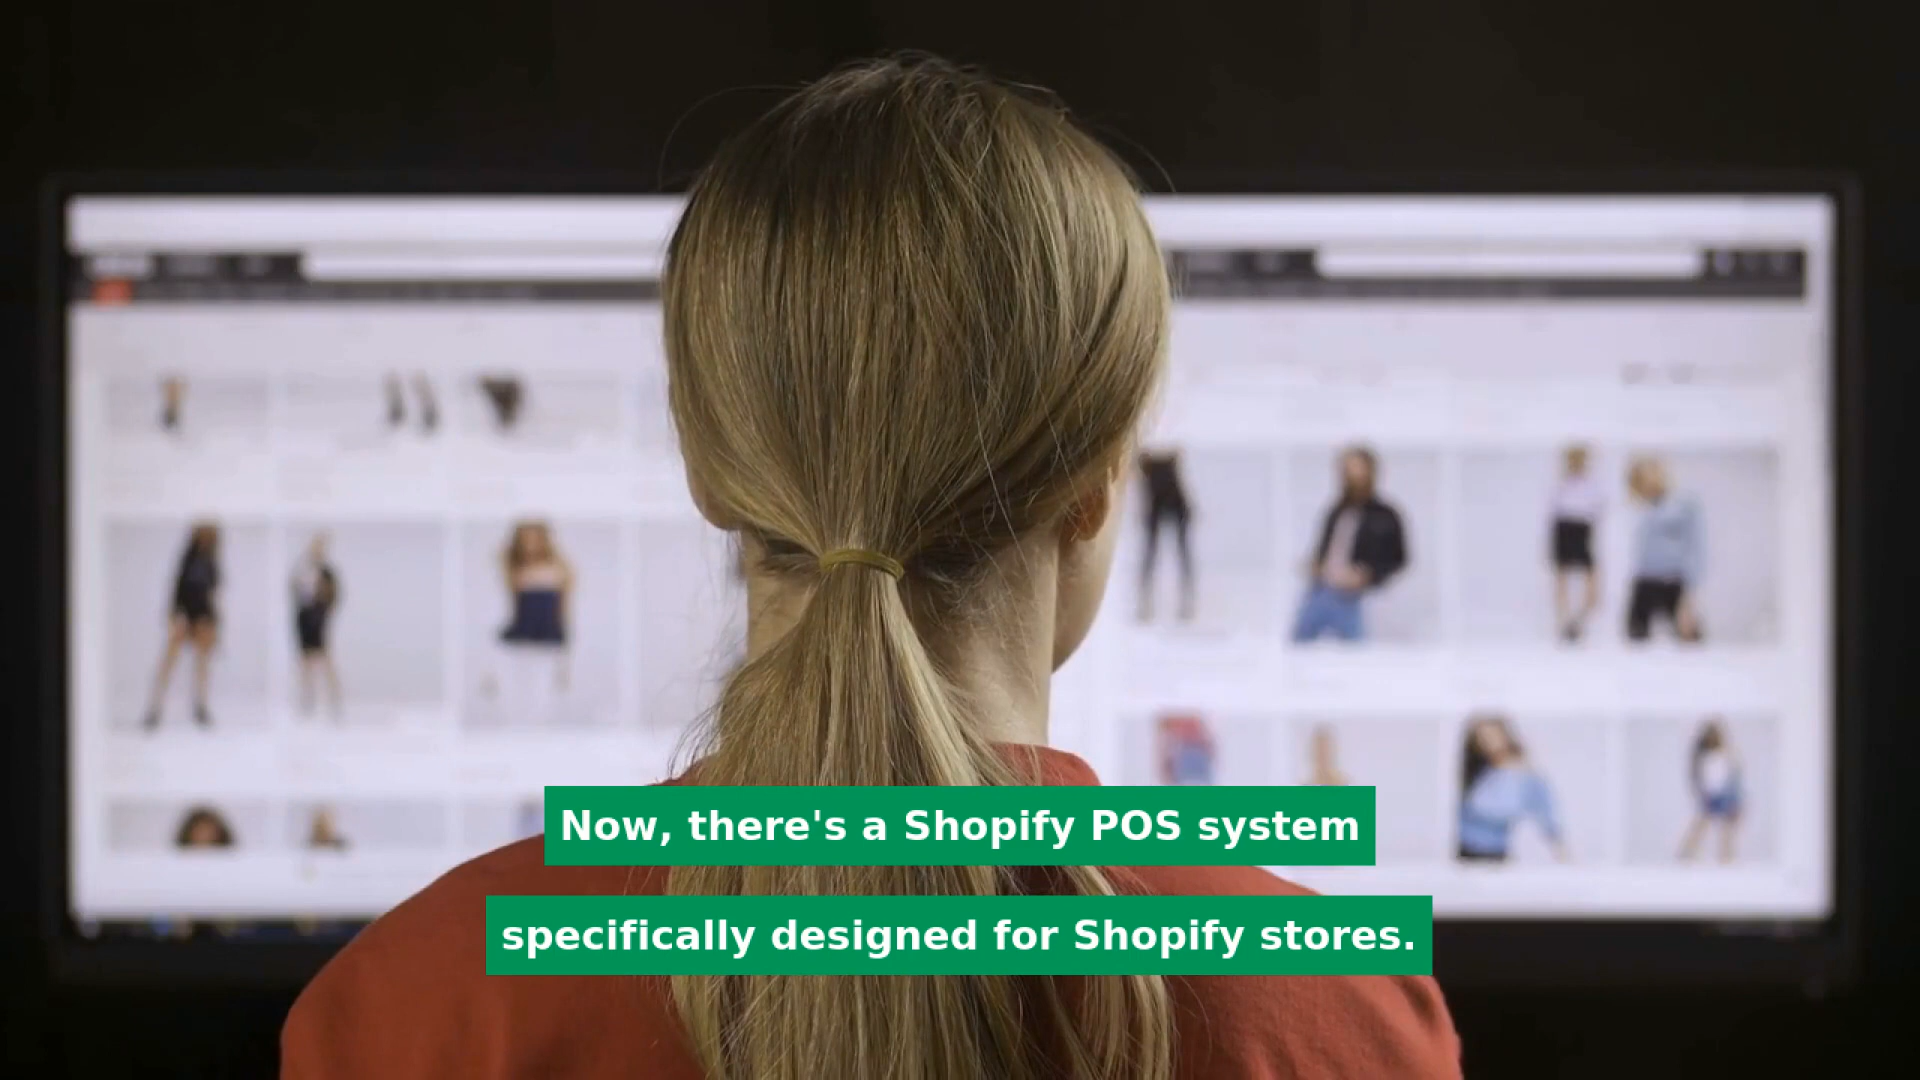 Now, there's a Shopify POS system
specifically designed for Shopify stores.